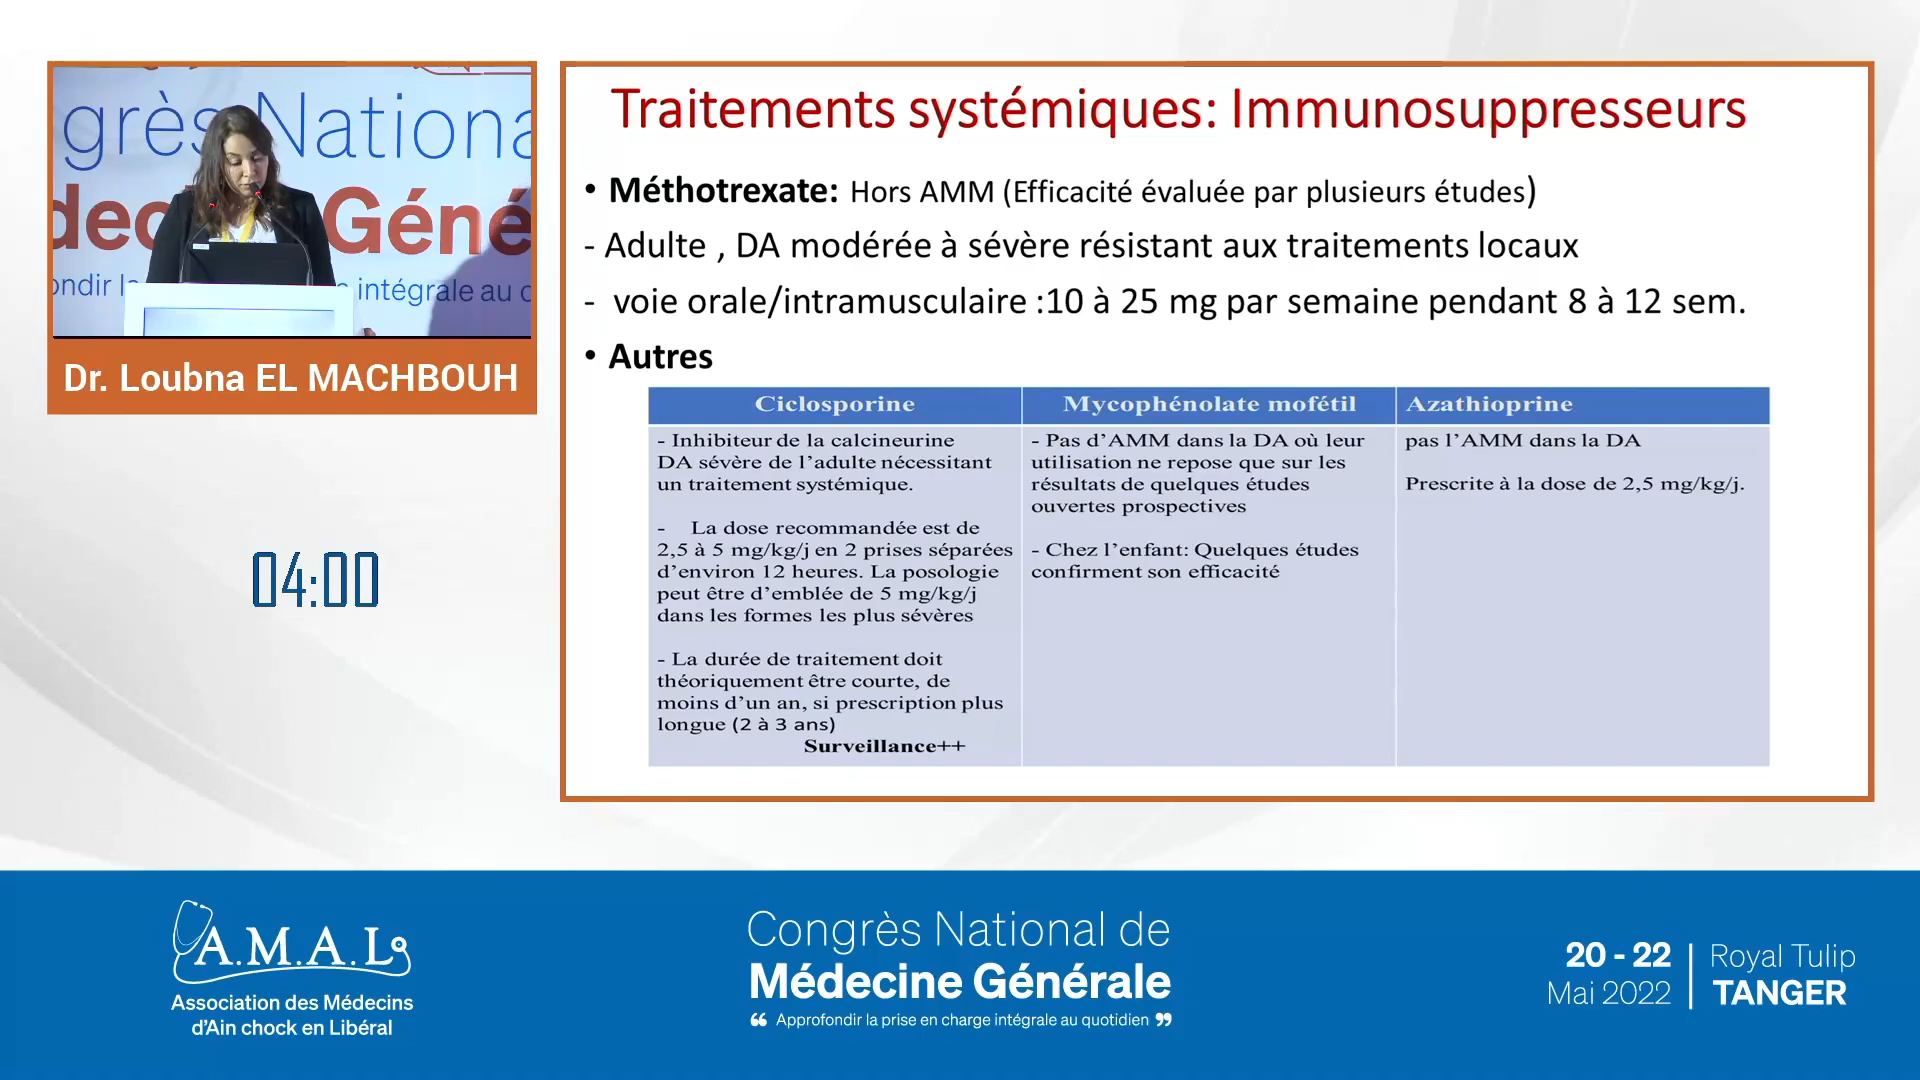 grès Nationa
dec Géné
ondir l intégrale au c
Dr. Loubna EL MACHBOUH
04:00
Traitements systémiques: Immunosuppresseurs
• Méthotrexate: Hors AMM (Efficacité évaluée par plusieurs études)
- Adulte , DA modérée à sévère résistant aux traitements locaux
- voie orale/intramusculaire :10 à 25 mg par semaine pendant 8 à 12 sem.
• Autres
Ciclosporine
- Inhibiteur de la calcineurine
DA sévère de l’adulte nécessitant
un traitement systémique.
- La dose recommandée est de
2,5 à 5 mg/kg/j en 2 prises séparées
d’environ 12 heures. La posologie
peut être d’emblée de 5 mg/kg/j
dans les formes les plus sévères
- La durée de traitement doit
théoriquement être courte, de
moins d’un an, si prescription plus
longue (2 à 3 ans)
Surveillance++
Mycophénolate mofétil
- Pas d’AMM dans la DA où leur
utilisation ne repose que sur les
résultats de quelques études
ouvertes prospectives
- Chez l’enfant: Quelques études
confirment son efficacité
Azathioprine
pas l’AMM dans la DA
Prescrite à la dose de 2,5 mg/kg/j.
A.M.A.L
Association des Médecins
d’Ain chock en Libéral
Congrès National de
Médecine Générale
“ Approfondir la prise en charge intégrale au quotidien ”
20 - 22
Mai 2022
Royal Tulip
TANGER